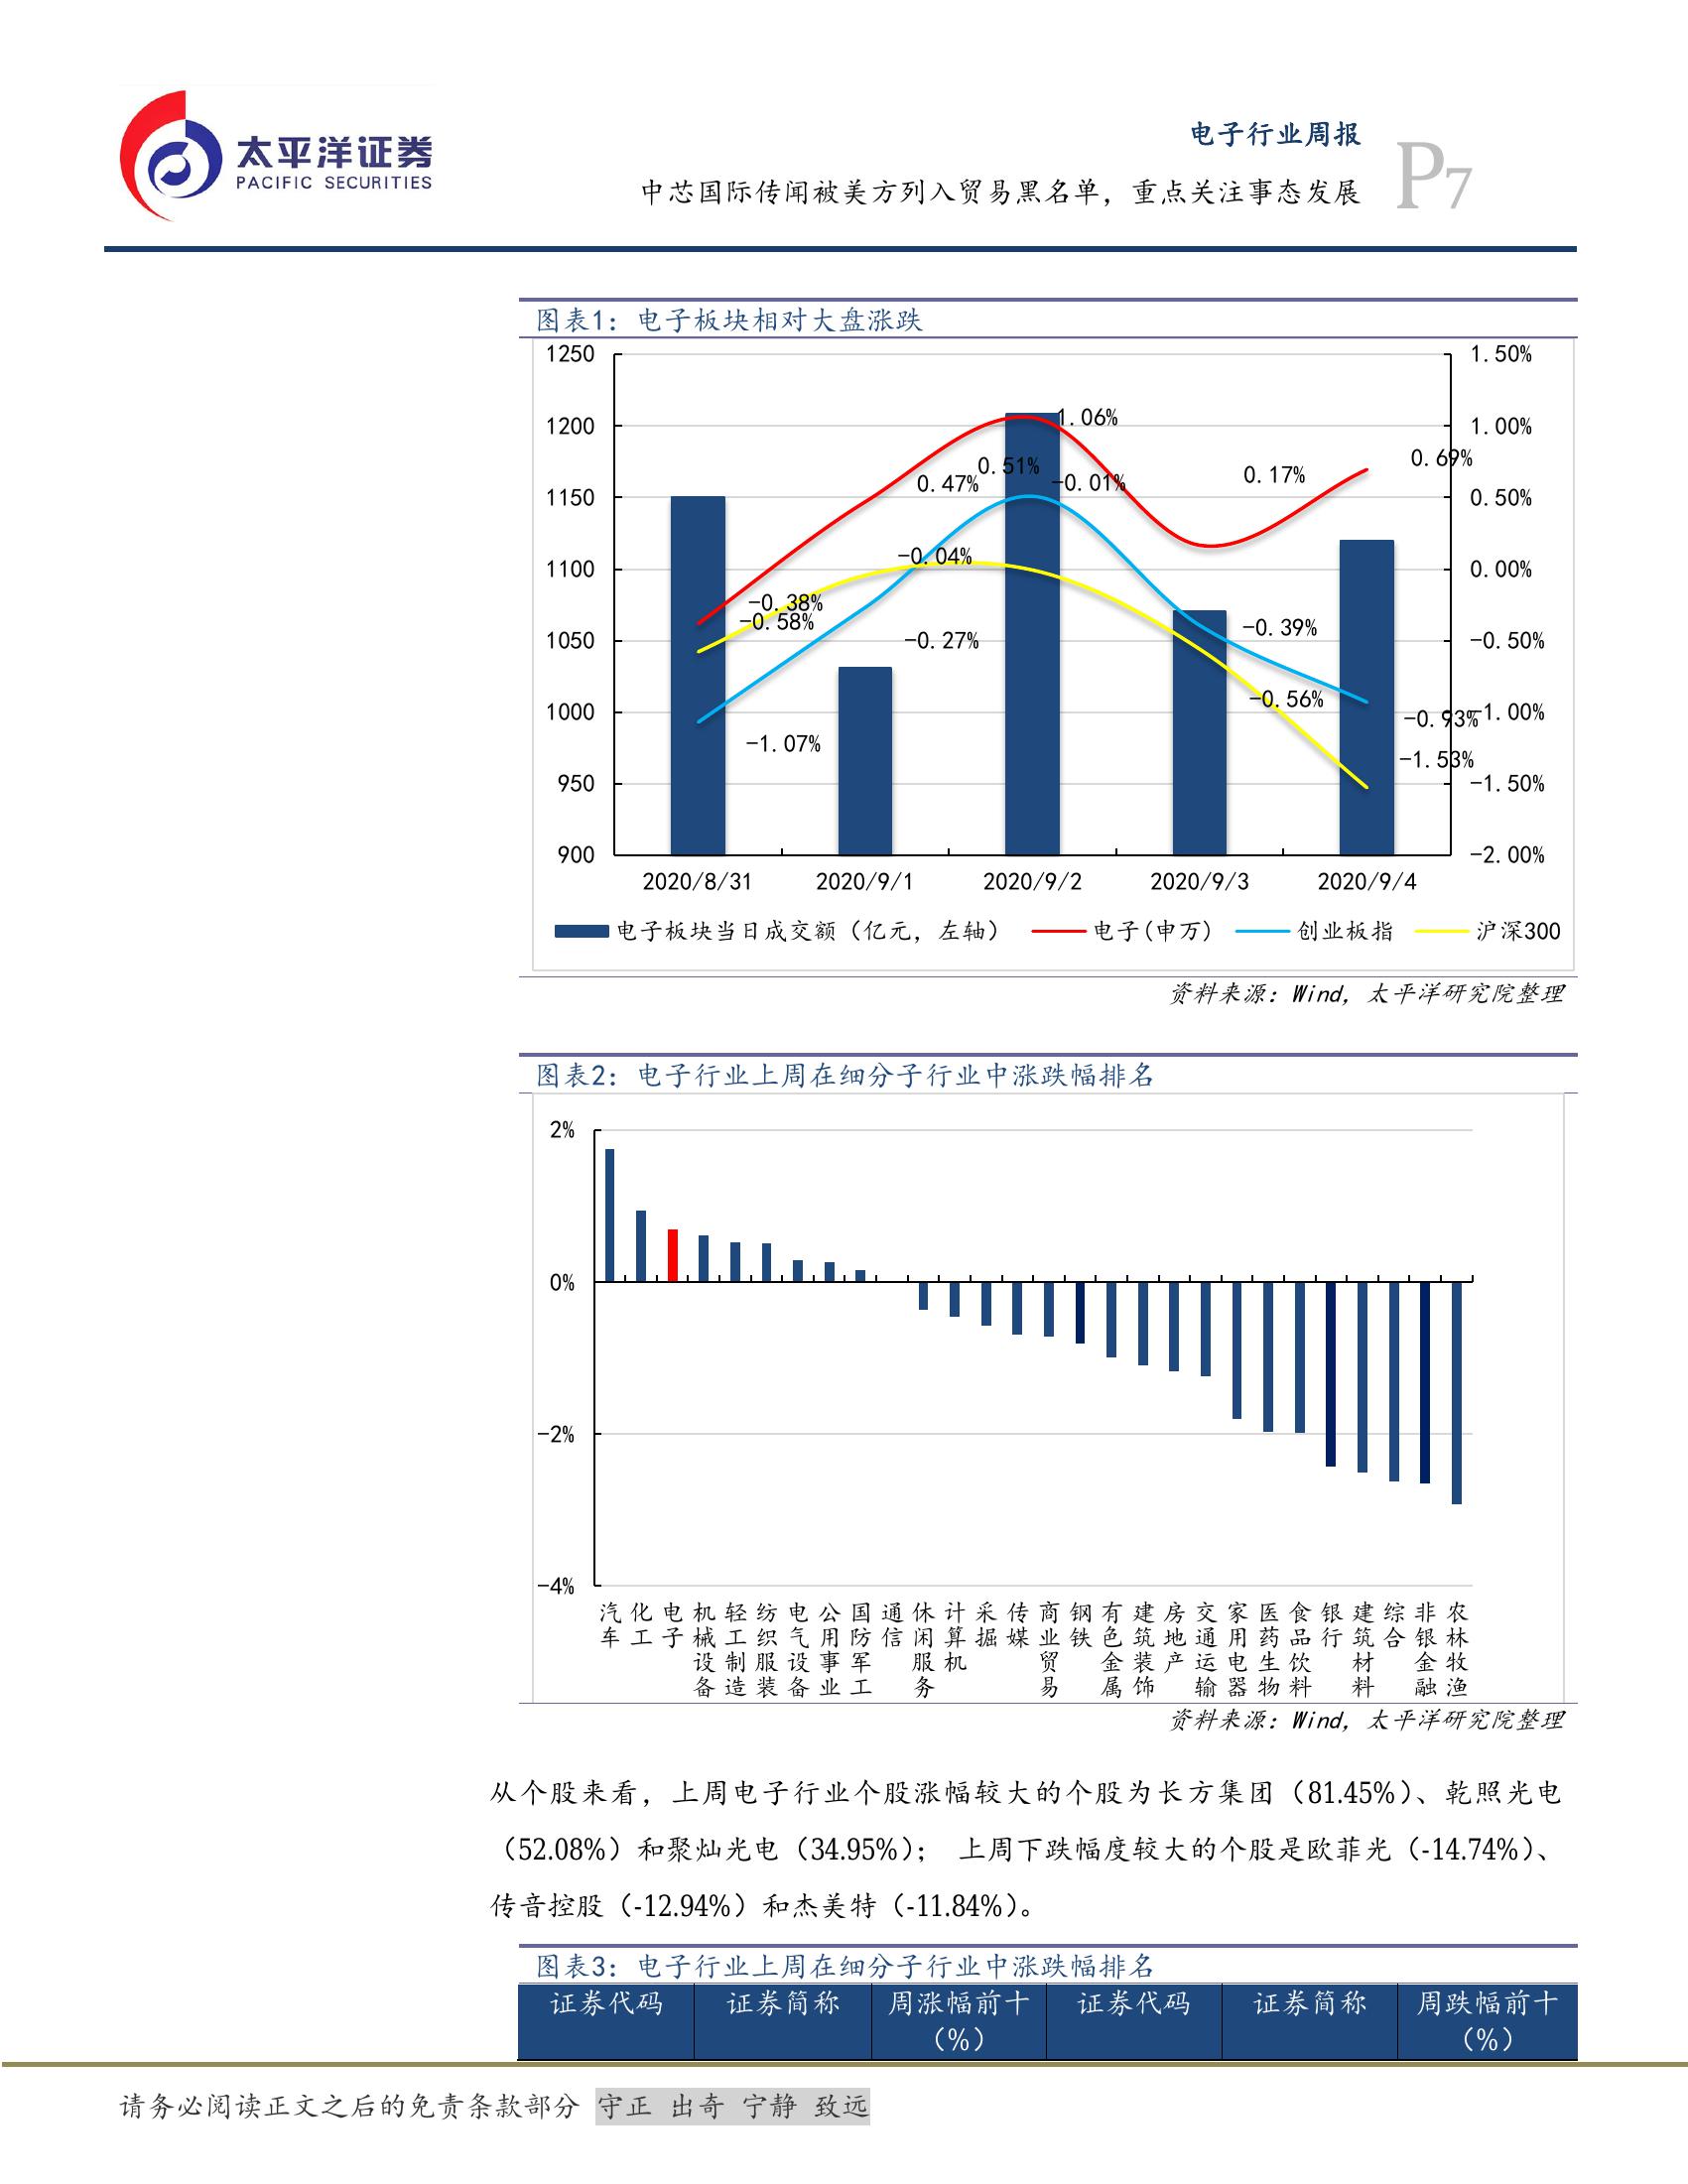 太平洋证券
PACIFIC SECURITIES
电子行业周报
中芯国际传闻被美方列入贸易黑名单，重点关注事态发展
P7
图表1：电子板块相对大盘涨跌
1250
1200
1150
1100
1050
1000
950
900
1.50%
1.00%
0.50%
0.00%
-0.50%
-1.00%
-1.50%
-2.00%
1.06%
0.51%
0.47%
-0.01%
0.17%
0.69%
-0.04%
-0.38%
-0.58%
-0.27%
-0.39%
-0.56%
-0.93%
-1.07%
-1.53%
2020/8/31 2020/9/1 2020/9/2 2020/9/3 2020/9/4
电子板块当日成交额（亿元，左轴） 电子(申万) 创业板指 沪深300
资料来源：Wind，太平洋研究院整理
图表2：电子行业上周在细分子行业中涨跌幅排名
2%
0%
-2%
-4%
汽车
化工
电子
机械设备
轻工制造
纺织服装
电气设备
公用事业
国防军工
通信
休闲服务
计算机
采掘
传媒
商业贸易
钢铁
有色金属
建筑装饰
房地产
交通运输
家用电器
医药生物
食品饮料
银行
建筑材料
综合
非银金融
农林牧渔
资料来源：Wind，太平洋研究院整理
从个股来看，上周电子行业个股涨幅较大的个股为长方集团（81.45%）、乾照光电
（52.08%）和聚灿光电（34.95%）； 上周下跌幅度较大的个股是欧菲光（-14.74%）、
传音控股（-12.94%）和杰美特（-11.84%）。
图表3：电子行业上周在细分子行业中涨跌幅排名
证券代码 证券简称 周涨幅前十（%） 证券代码 证券简称 周跌幅前十（%）
请务必阅读正文之后的免责条款部分 守正 出奇 宁静 致远